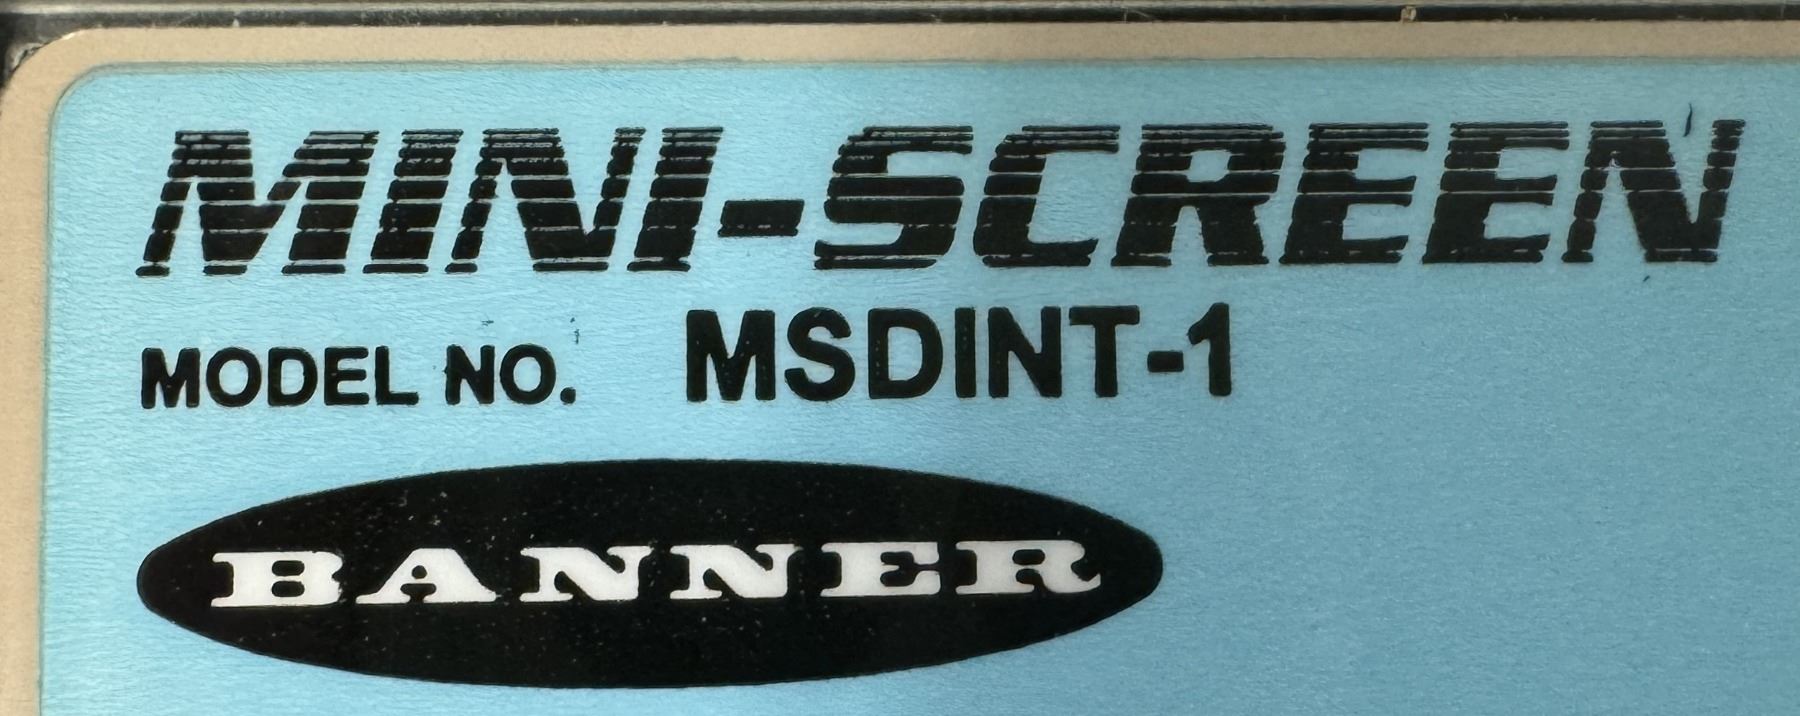 MINI-SCREEN
MODEL NO. MSDINT-1
BANNER